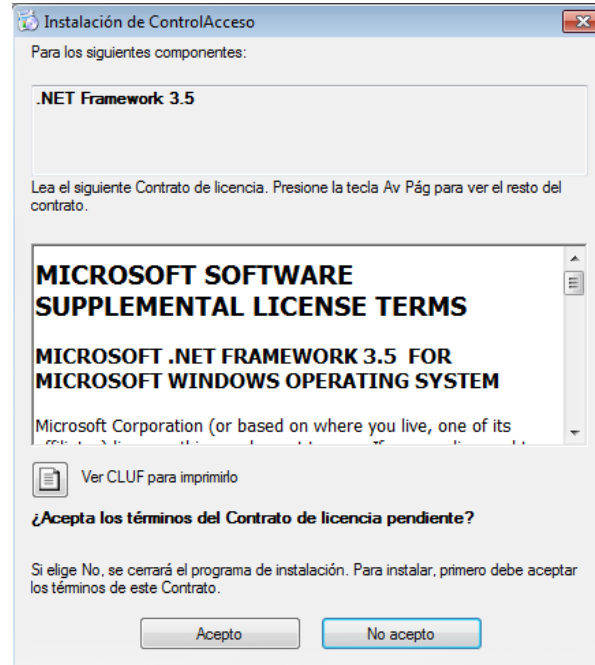 Instalación de ControlAcceso
Para los siguientes componentes:
.NET Framework 3.5
Lea el siguiente Contrato de licencia. Presione la tecla Av Pág para ver el resto del
contrato.
MICROSOFT SOFTWARE
SUPPLEMENTAL LICENSE TERMS
MICROSOFT .NET FRAMEWORK 3.5 FOR
MICROSOFT WINDOWS OPERATING SYSTEM
Microsoft Corporation (or based on where you live, one of its
Ver CLUF para imprimirlo
¿Acepta los términos del Contrato de licencia pendiente?
Si elige No, se cerrará el programa de instalación. Para instalar, primero debe aceptar
los términos de este Contrato.
Acepto
No acepto